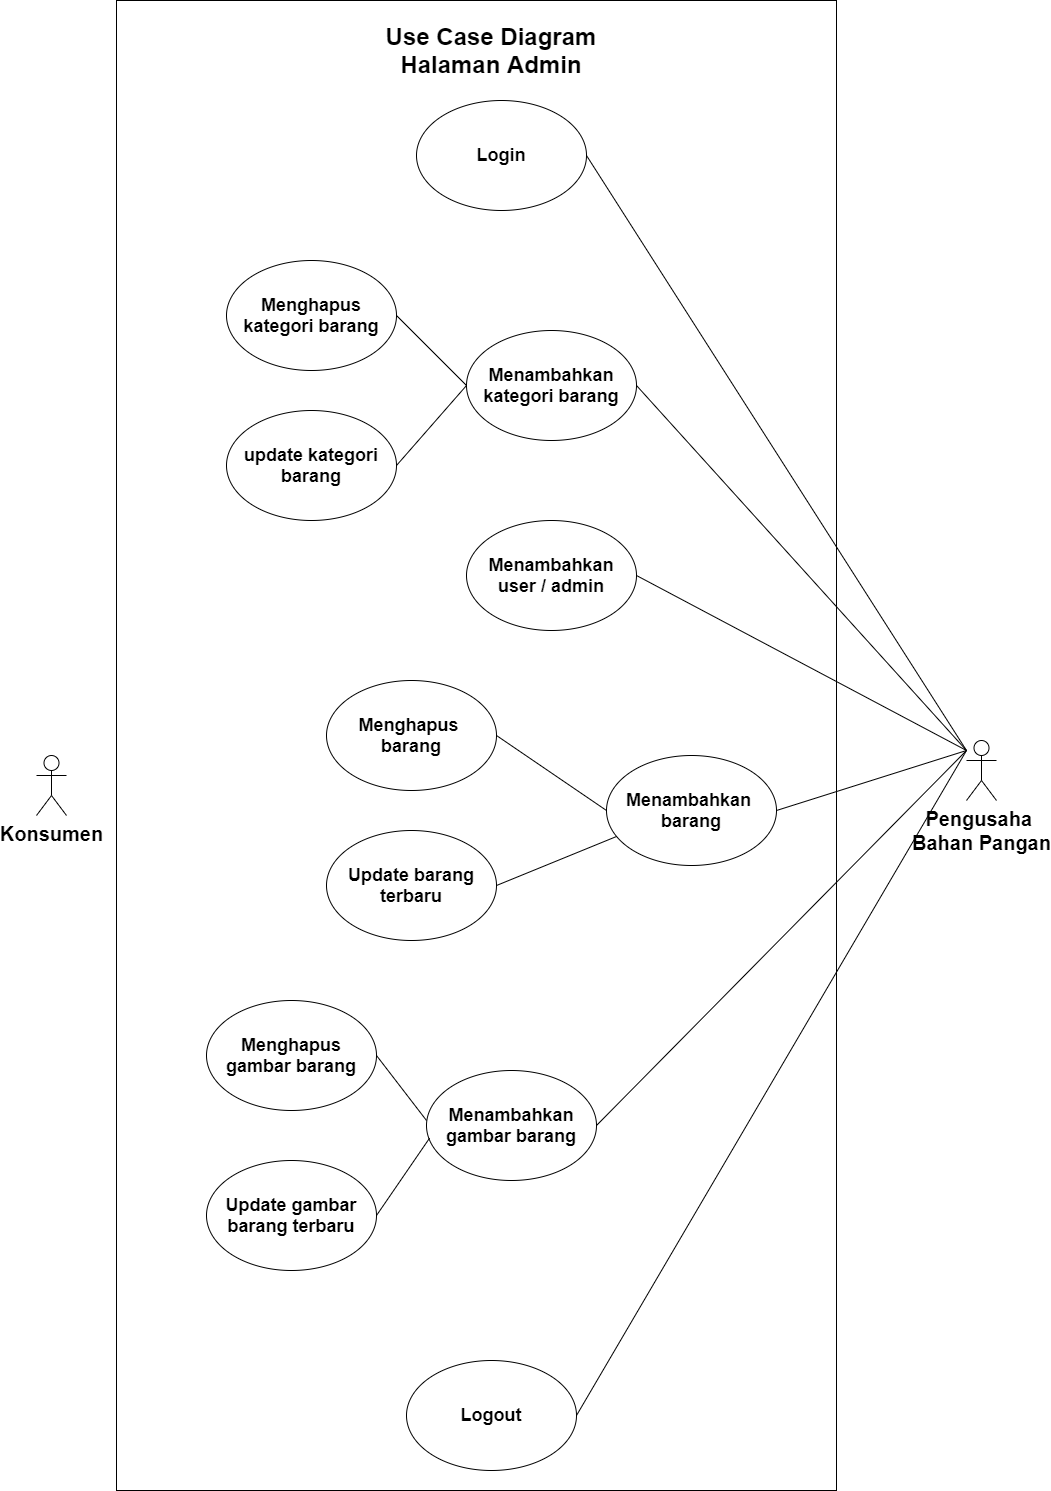 Use Case Diagram
Halaman Admin
Login
Menghapus
kategori barang
Menambahkan
kategori barang
update kategori
barang
Menambahkan
user / admin
Menghapus
barang
Menambahkan
barang
Konsumen
Pengusaha
Bahan Pangan
Update barang
terbaru
Menghapus
gambar barang
Menambahkan
gambar barang
Update gambar
barang terbaru
Logout